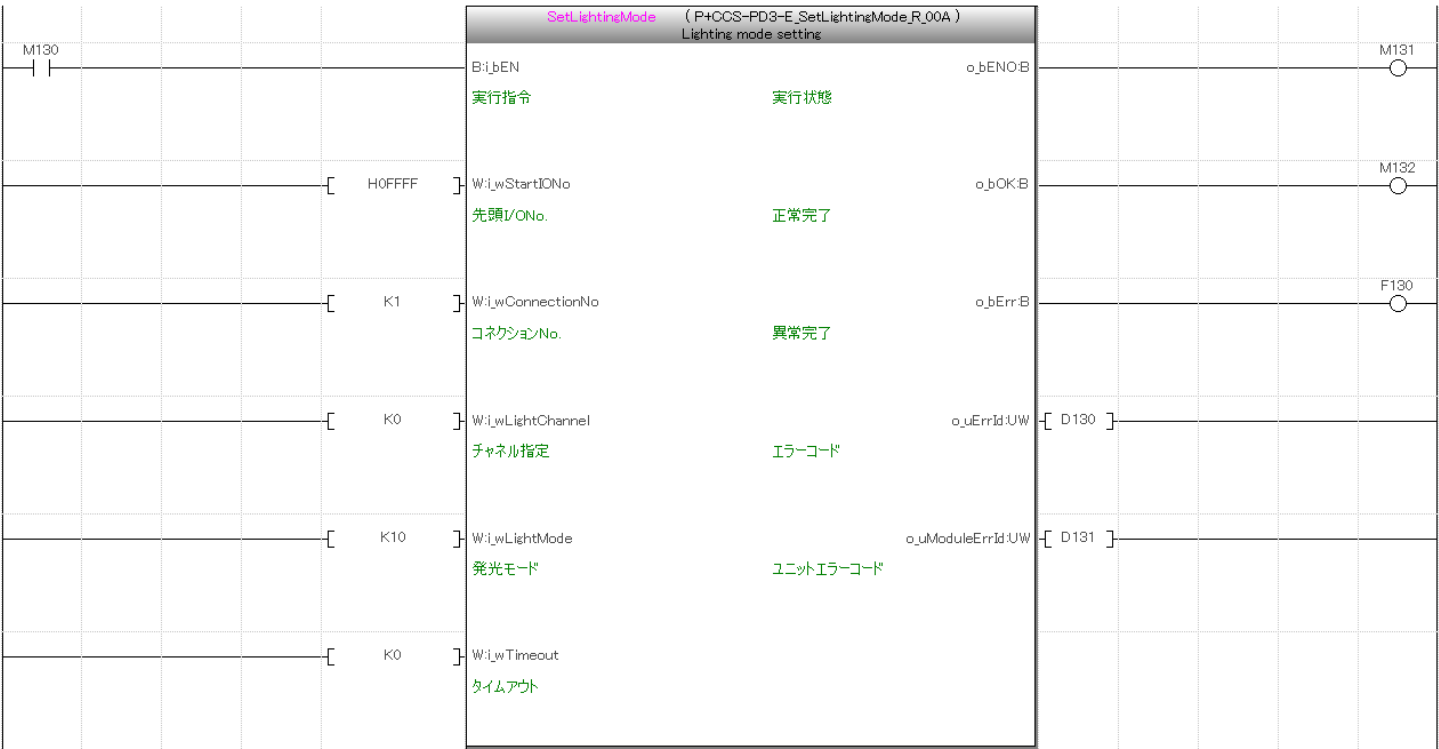 SetLightingMode (P+CCS-PD3-E_SetLightingMode_R_00A)
Lighting mode setting
M130
B:i_bEN
o_bENO:B
M131
実行指令
実行状態
H0FFFF
W:i_wStartIONo
o_bOK:B
M132
先頭I/ONo.
正常完了
K1
W:i_wConnectionNo
o_bErr:B
F130
コネクションNo.
異常完了
K0
W:i_wLightChannel
o_uErrId:UW
D130
チャネル指定
エラーコード
K10
W:i_wLightMode
o_uModuleErrId:UW
D131
発光モード
ユニットエラーコード
K0
W:i_wTimeout
タイムアウト